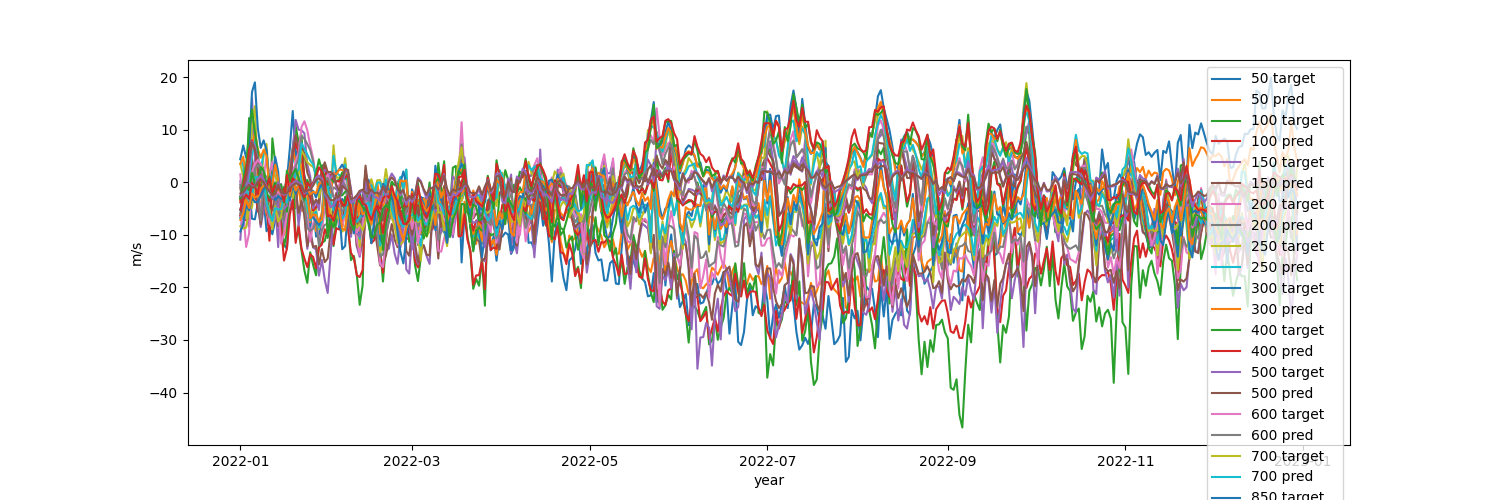 20
10
0
−10
−20
−30
−40
m/s
2022-01
2022-03
2022-05
2022-07
2022-09
2022-11
2023-01
year
50 target
50 pred
100 target
100 pred
150 target
150 pred
200 target
200 pred
250 target
250 pred
300 target
300 pred
400 target
400 pred
500 target
500 pred
600 target
600 pred
700 target
700 pred
850 target